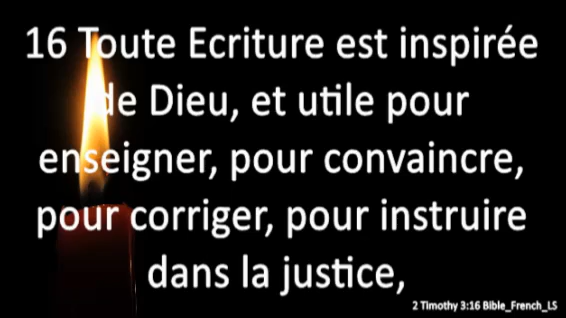 16 Toute Ecriture est inspirée
de Dieu, et utile pour
enseigner, pour convaincre,
pour corriger, pour instruire
dans la justice,
2 Timothy 3:16 Bible_French_LS